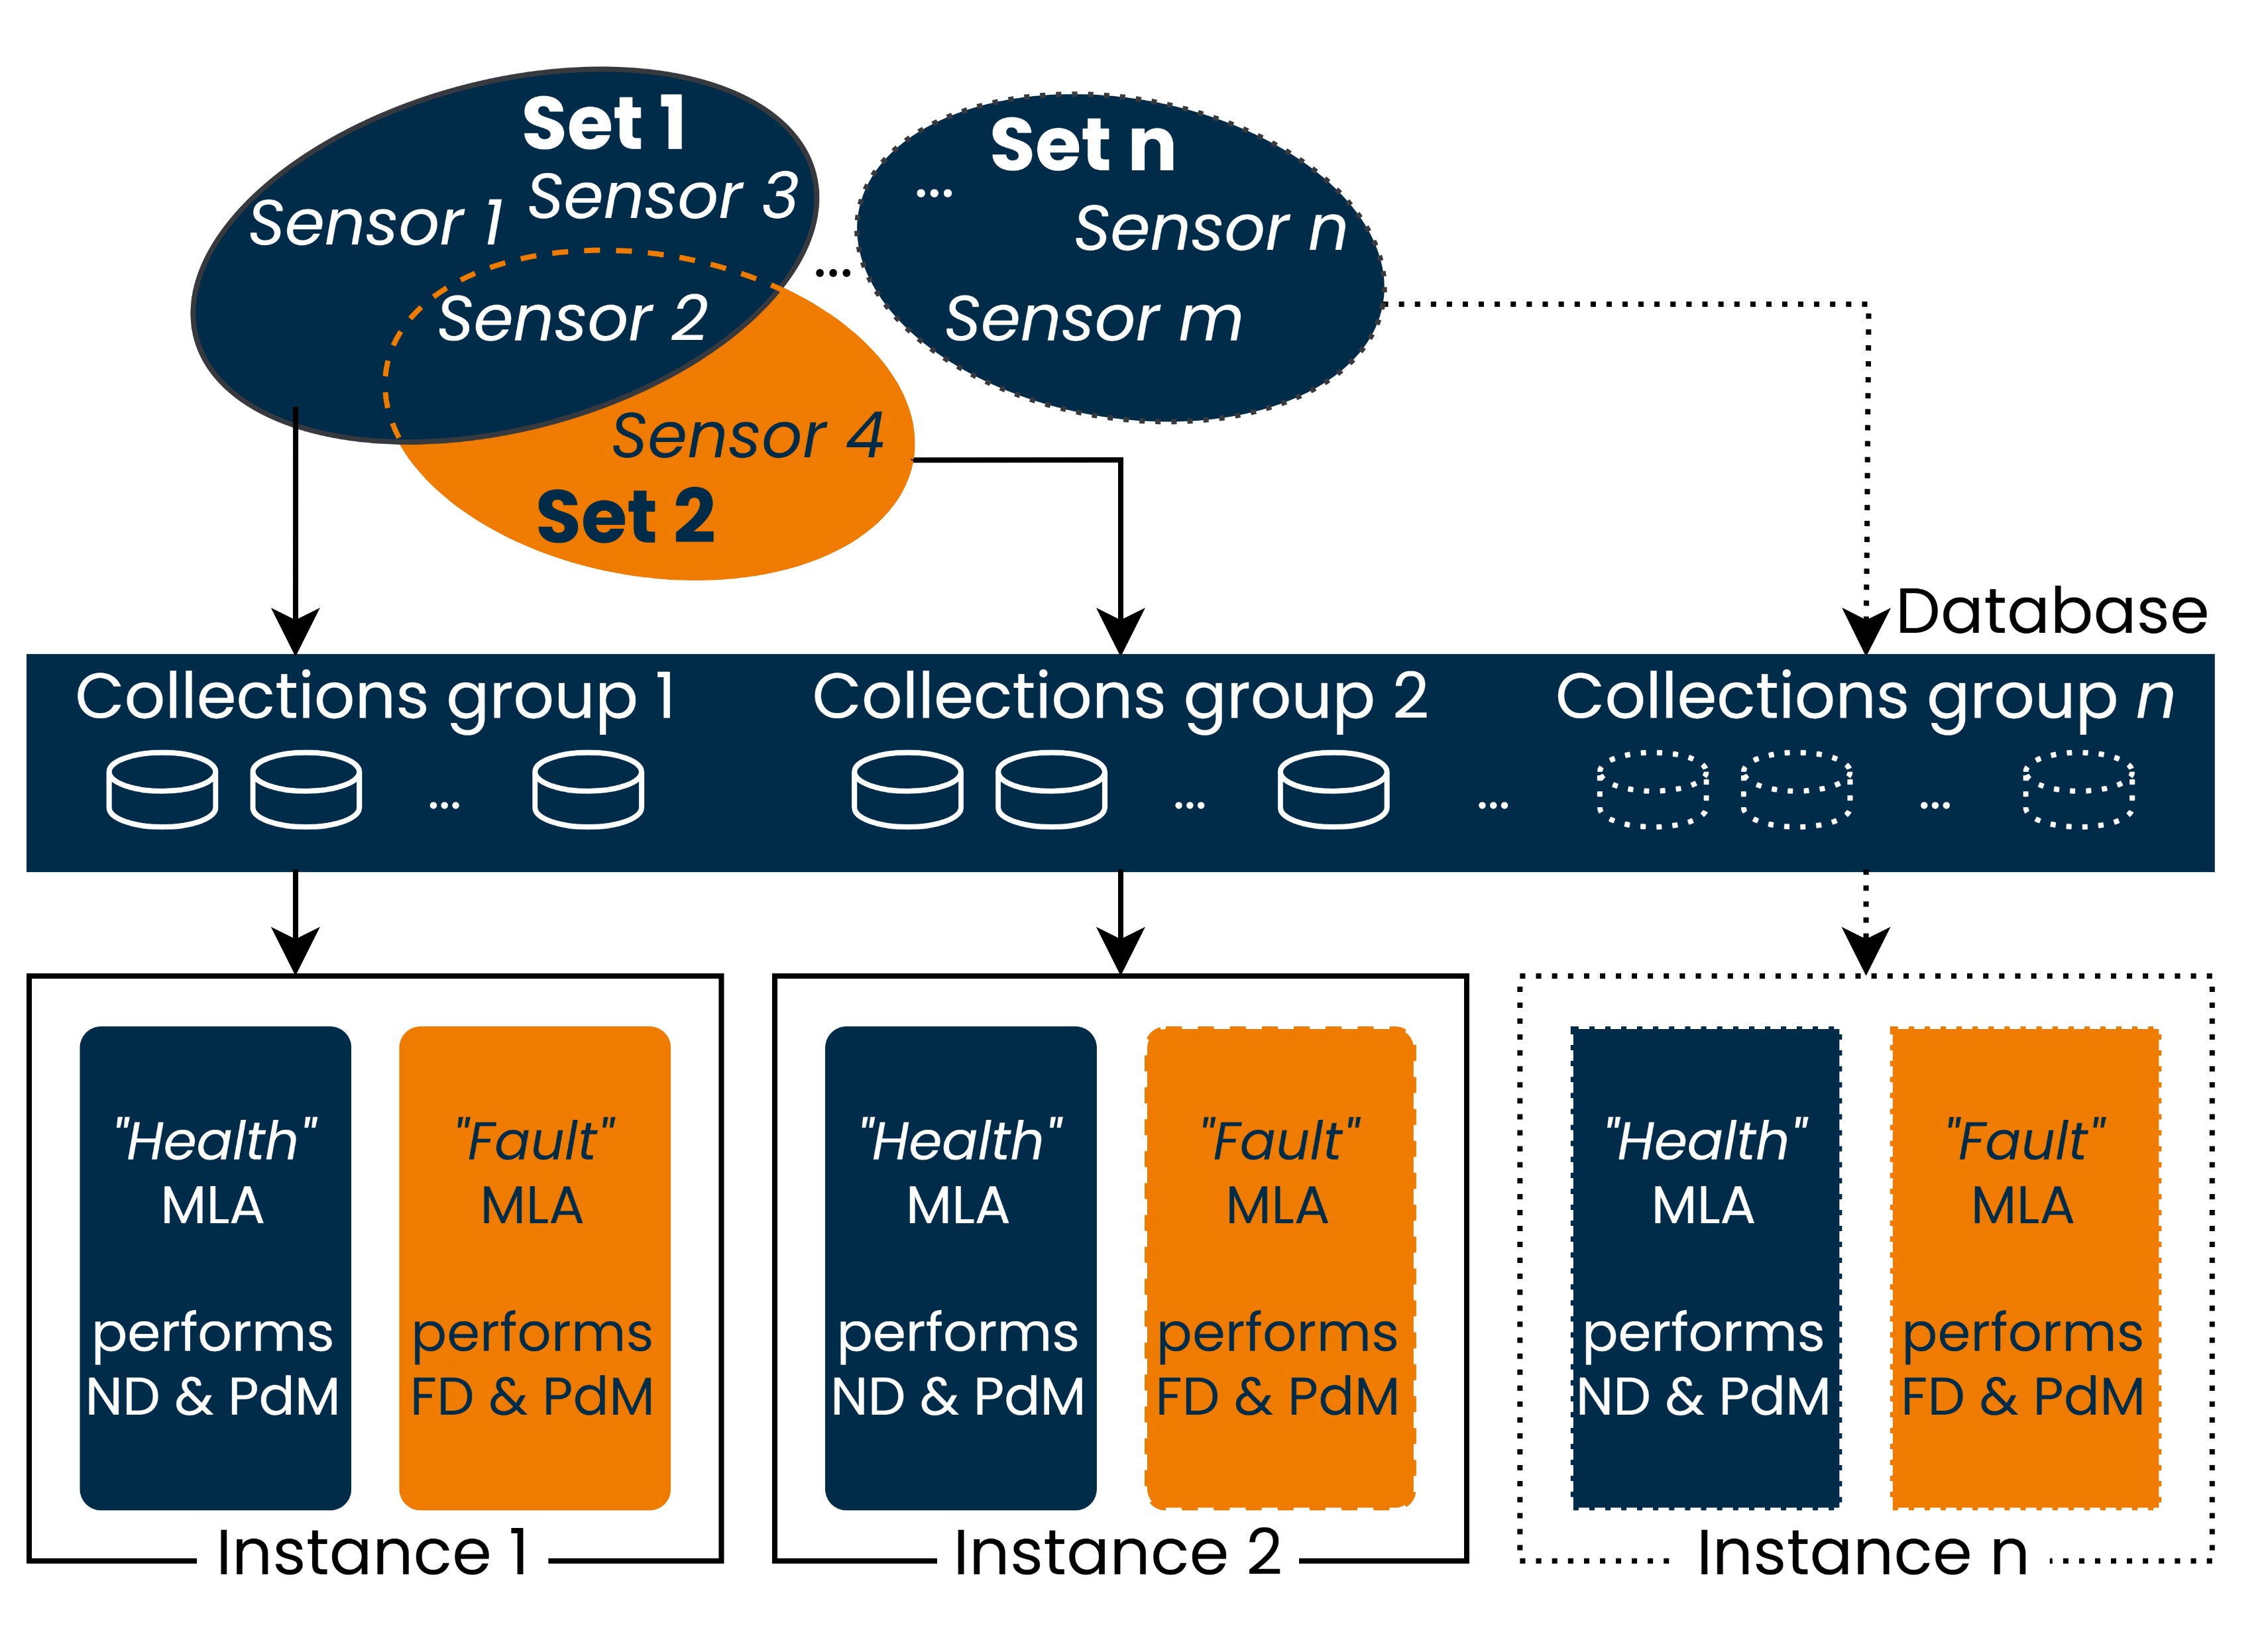 Set 1
Sensor 1
Sensor 3
Sensor 2
Sensor 4
Set 2
...
Set n
...
Sensor n
Sensor m
Database
Collections group 1
...
Collections group 2
...
...
Collections group n
...
"Health"
MLA
performs
ND & PdM
"Fault"
MLA
performs
FD & PdM
Instance 1
"Health"
MLA
performs
ND & PdM
"Fault"
MLA
performs
FD & PdM
Instance 2
"Health"
MLA
performs
ND & PdM
"Fault"
MLA
performs
FD & PdM
Instance n